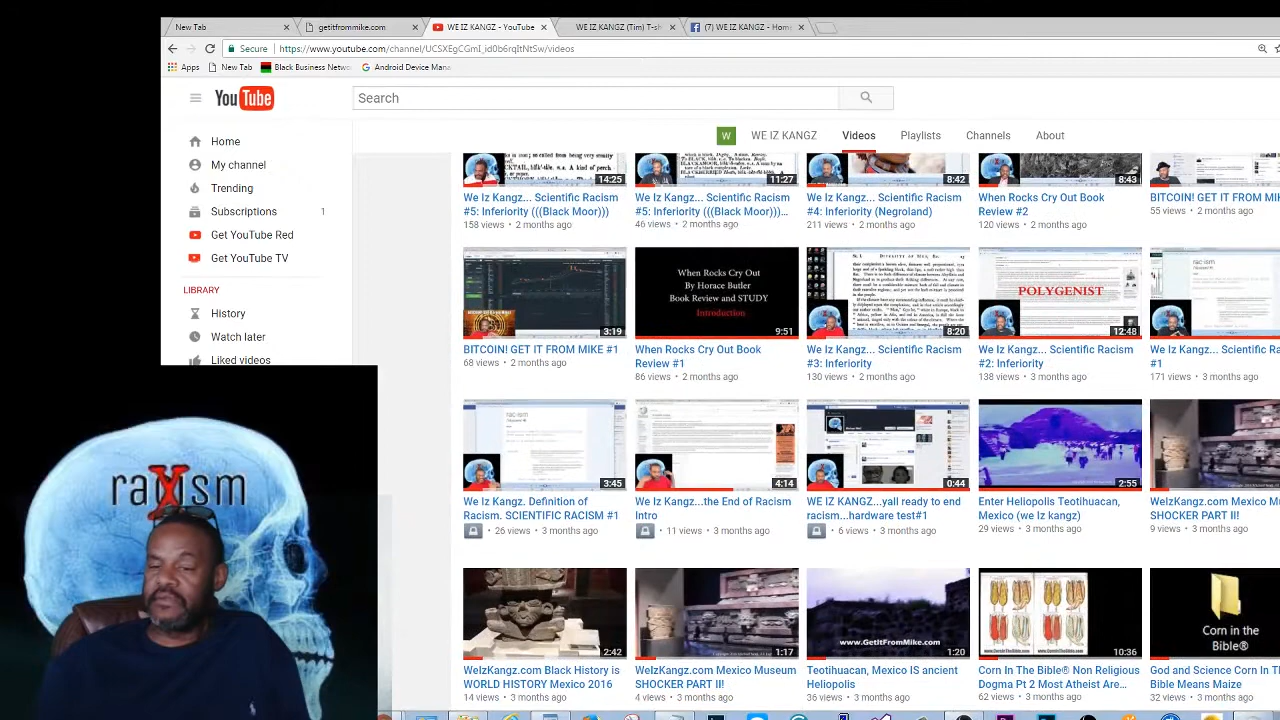 New Tab
getitfrommike.com
WE IZ KANGZ - YouTube
WE IZ KANGZ (Tim) T-sh
(7) WE IZ KANGZ - Home
Secure
Apps
New Tab
Black Business Netwo
Android Device Mana
YouTube
Search
W WE IZ KANGZ
Videos
Playlists
Channels
About
Home
My channel
Trending
Subscriptions 1
Get YouTube Red
Get YouTube TV
LIBRARY
History
Watch later
Liked videos
14:25
We Iz Kangz... Scientific Racism
#5: Inferiority (((Black Moor)))
158 views • 2 months ago
11:27
We Iz Kangz... Scientific Racism
#5: Inferiority (((Black Moor)))...
46 views • 2 months ago
We Iz Kangz... Scientific Racism
#4: Inferiority (Negroland)
211 views • 2 months ago
8:43
When Rocks Cry Out Book
Review #2
120 views • 2 months ago
BITCOIN! GET IT FROM MIK
55 views • 2 months ago
3:19
BITCOIN! GET IT FROM MIKE #1
68 views • 2 months ago
When Rocks Cry Out
By Horace Butler
Book Review and STUDY
Introduction
9:51
When Rocks Cry Out Book
Review #1
86 views • 2 months ago
8:20
We Iz Kangz... Scientific Racism
#3: Inferiority
130 views • 2 months ago
POLYGENIST
12:48
We Iz Kangz... Scientific Racism
#2: Inferiority
138 views • 3 months ago
We Iz Kangz... Scientific Ra
#1
171 views • 3 months ago
3:45
We Iz Kangz. Definition of
Racism. SCIENTIFIC RACISM #1
26 views • 3 months ago
4:14
We Iz Kangz...the End of Racism
Intro
11 views • 3 months ago
0:44
WE IZ KANGZ...yall ready to end
racism...hardware test#1
6 views • 3 months ago
2:55
Enter Heliopolis Teotihuacan,
Mexico (we Iz kangz)
29 views • 3 months ago
WeIzKangz.com Mexico M
SHOCKER PART II!
9 views • 3 months ago
2:42
WeIzKangz.com Black History is
WORLD HISTORY Mexico 2016
14 views • 3 months ago
1:17
WeIzKangz.com Mexico Museum
SHOCKER PART II!
4 views • 3 months ago
www.GetItFromMike.com
1:20
Teotihuacan, Mexico IS ancient
Heliopolis
36 views • 3 months ago
10:36
Corn In The Bible® Non Religious
Dogma Pt 2 Most Atheist Are...
62 views • 3 months ago
Corn in the
Bible®
God and Science Corn In T
Bible Means Maize
32 views • 3 months ago
raXism